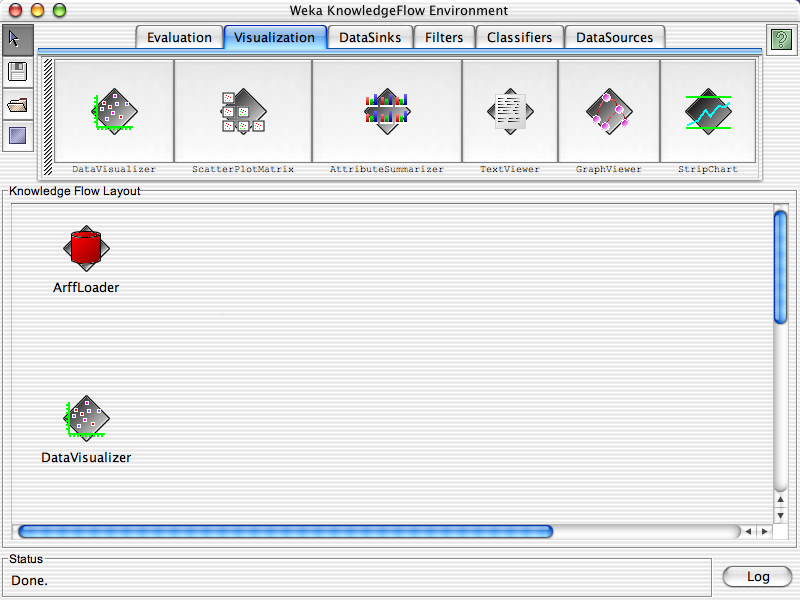 Weka KnowledgeFlow Environment
Evaluation Visualization DataSinks Filters Classifiers DataSources
DataVisualizer ScatterPlotMatrix AttributeSummarizer TextViewer GraphViewer StripChart
Knowledge Flow Layout
ArffLoader
DataVisualizer
Status
Done.
Log